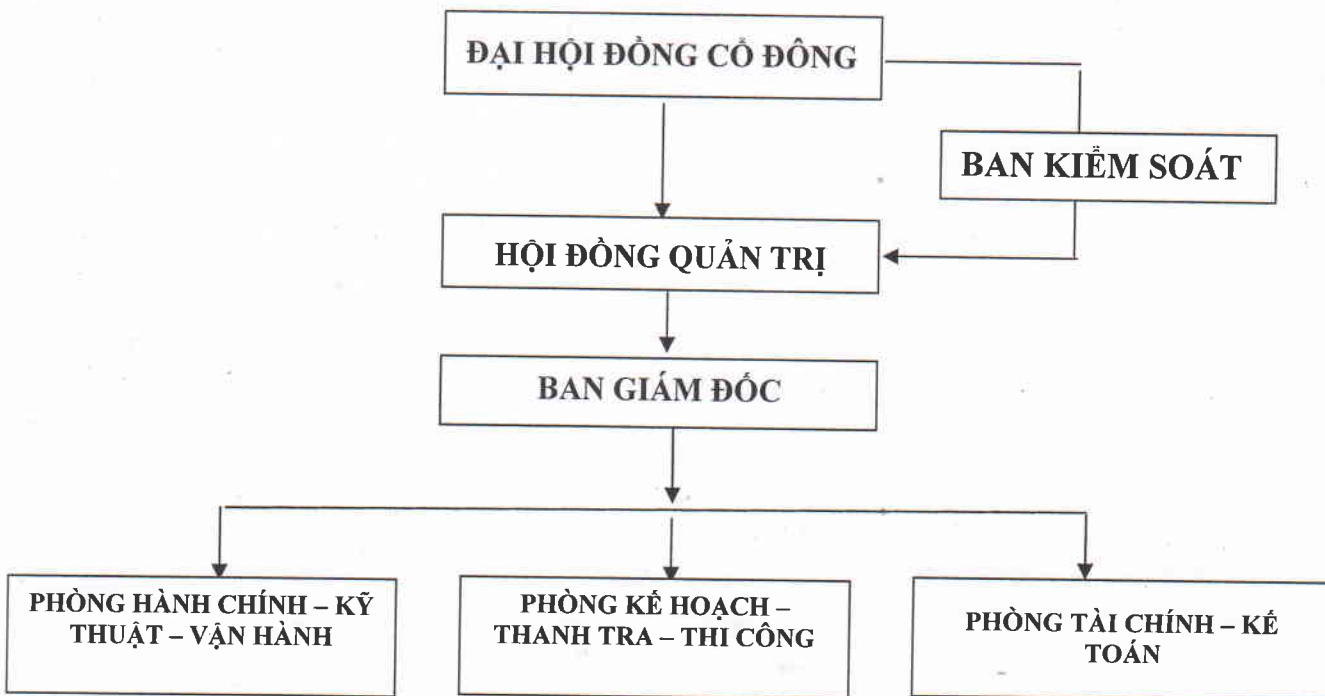 ĐẠI HỘI ĐỒNG CỔ ĐÔNG
BAN KIỂM SOÁT
HỘI ĐỒNG QUẢN TRỊ
BAN GIÁM ĐỐC
PHÒNG HÀNH CHÍNH – KỸ
THUẬT – VẬN HÀNH
PHÒNG KẾ HOẠCH –
THANH TRA – THI CÔNG
PHÒNG TÀI CHÍNH – KẾ
TOÁN